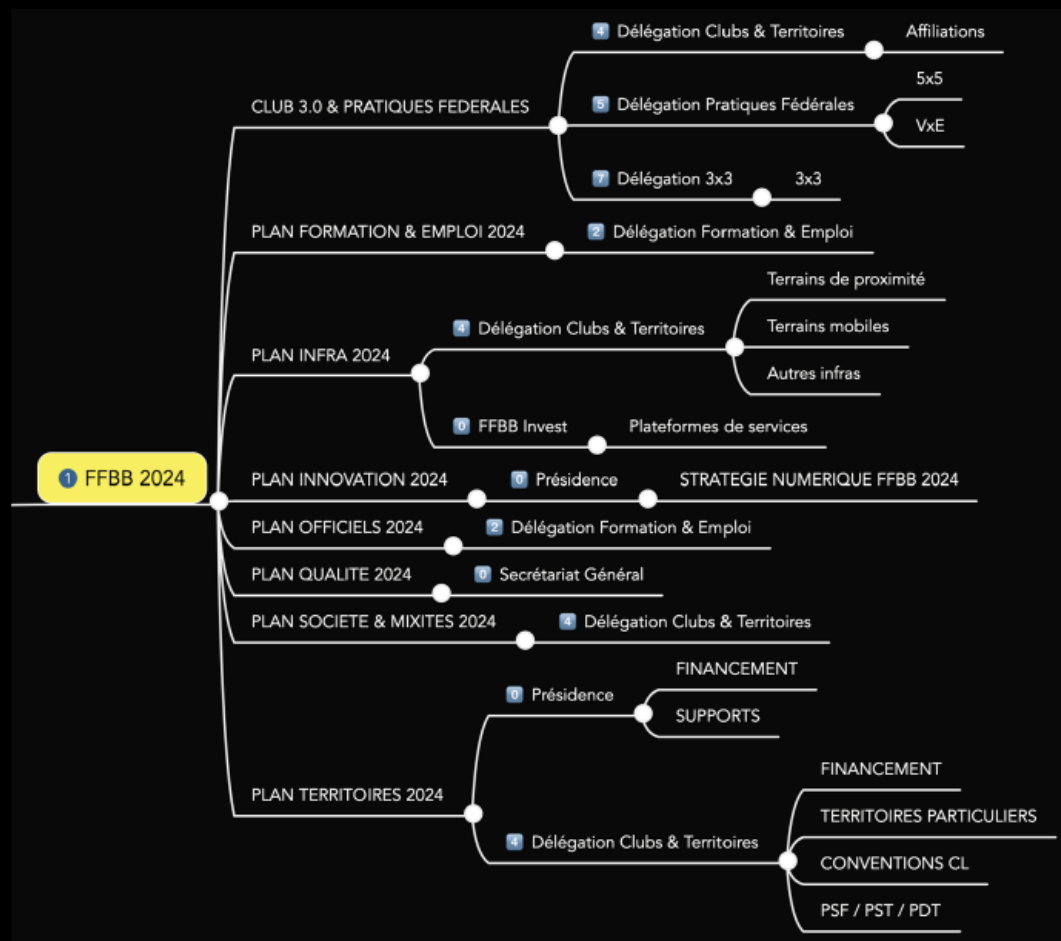 4 Délégation Clubs & Territoires
Affiliations
CLUB 3.0 & PRATIQUES FEDERALES
5 Délégation Pratiques Fédérales
5x5
VxE
7 Délégation 3x3
3x3
PLAN FORMATION & EMPLOI 2024
2 Délégation Formation & Emploi
PLAN INFRA 2024
4 Délégation Clubs & Territoires
Terrains de proximité
Terrains mobiles
Autres infras
0 FFBB Invest
Plateformes de services
1 FFBB 2024
PLAN INNOVATION 2024
0 Présidence
STRATEGIE NUMERIQUE FFBB 2024
PLAN OFFICIELS 2024
2 Délégation Formation & Emploi
PLAN QUALITE 2024
0 Secrétariat Général
PLAN SOCIETE & MIXITES 2024
4 Délégation Clubs & Territoires
PLAN TERRITOIRES 2024
0 Présidence
FINANCEMENT
SUPPORTS
4 Délégation Clubs & Territoires
FINANCEMENT
TERRITOIRES PARTICULIERS
CONVENTIONS CL
PSF / PST / PDT